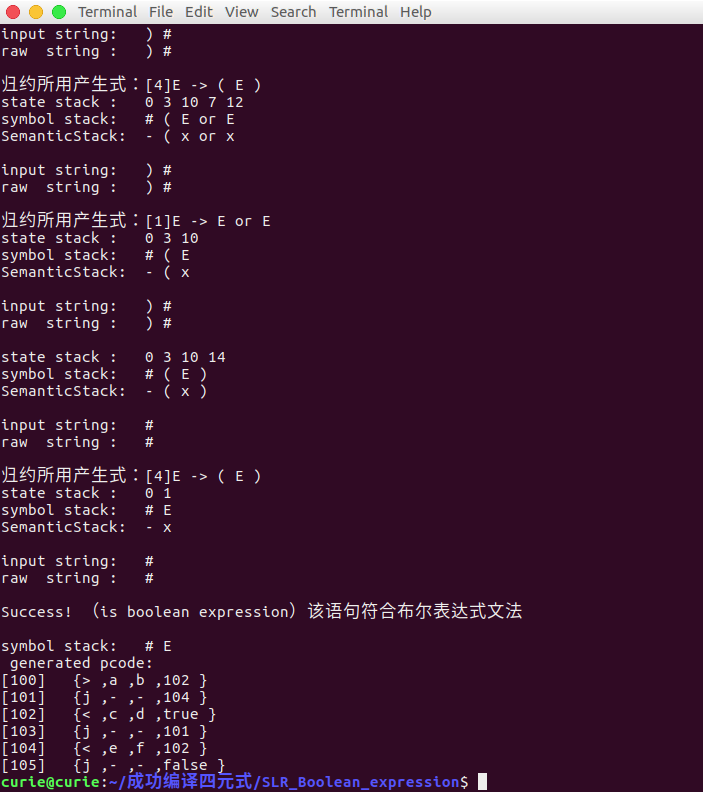 Terminal File Edit View Search Terminal Help
input string:   ) #
raw  string :   ) #
归约所用产生式：[4]E -> ( E )
state stack :   0 3 10 7 12
symbol stack:   # ( E or E
SemanticStack:  - ( x or x
input string:   ) #
raw  string :   ) #
归约所用产生式：[1]E -> E or E
state stack :   0 3 10
symbol stack:   # ( E
SemanticStack:  - ( x
input string:   ) #
raw  string :   ) #
state stack :   0 3 10 14
symbol stack:   # ( E )
SemanticStack:  - ( x )
input string:   #
raw  string :   #
归约所用产生式：[4]E -> ( E )
state stack :   0 1
symbol stack:   # E
SemanticStack:  - x
input string:   #
raw  string :   #
Success! （is boolean expression）该语句符合布尔表达式文法
symbol stack:   # E
 generated pcode:
[100]   {> ,a ,b ,102 }
[101]   {j ,- ,- ,104 }
[102]   {< ,c ,d ,true }
[103]   {j ,- ,- ,101 }
[104]   {< ,e ,f ,102 }
[105]   {j ,- ,- ,false }
curie@curie:~/成功编译四元式/SLR_Boolean_expression$